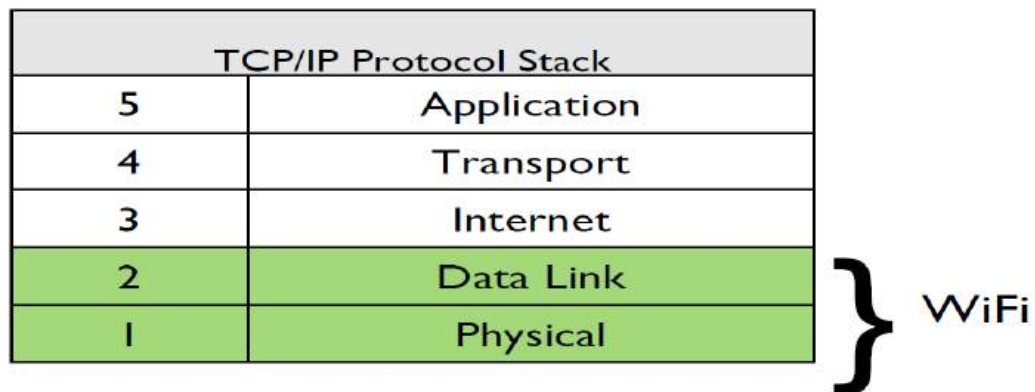 TCP/IP Protocol Stack
5 Application
4 Transport
3 Internet
2 Data Link
1 Physical
WiFi